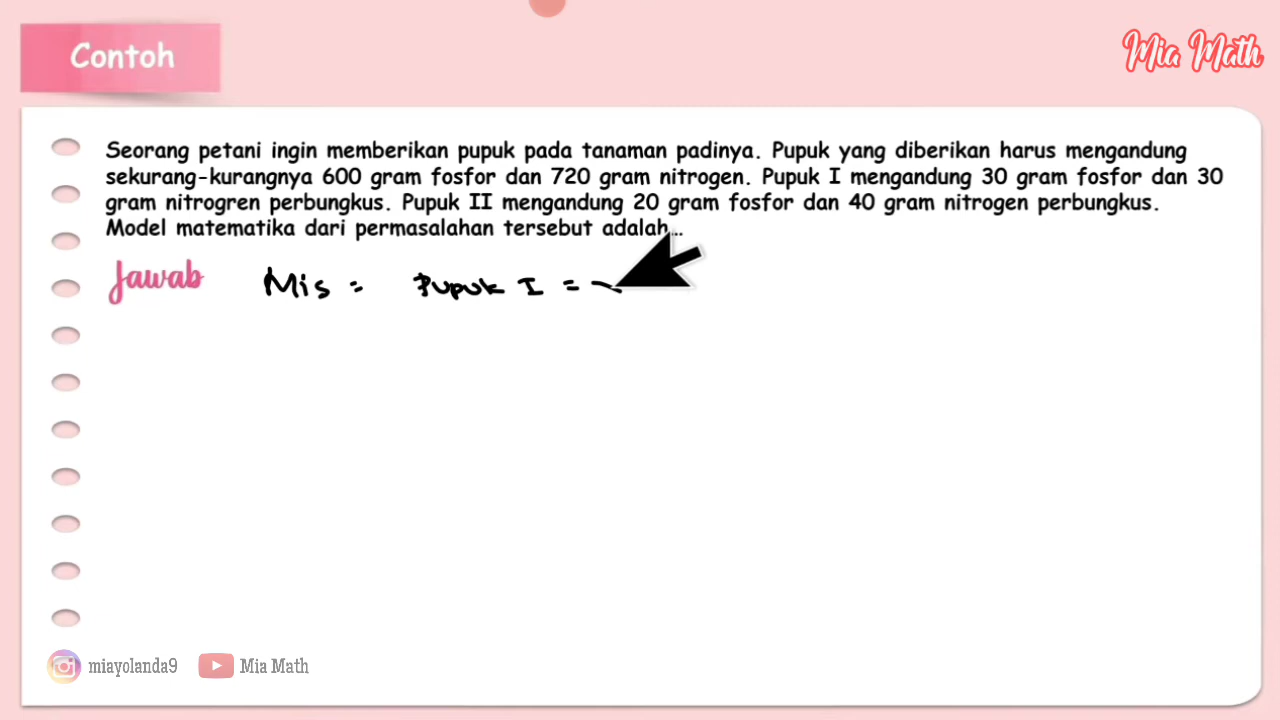 Contoh
Mia Math
Seorang petani ingin memberikan pupuk pada tanaman padinya. Pupuk yang diberikan harus mengandung
sekurang-kurangnya 600 gram fosfor dan 720 gram nitrogen. Pupuk I mengandung 30 gram fosfor dan 30
gram nitrogren perbungkus. Pupuk II mengandung 20 gram fosfor dan 40 gram nitrogen perbungkus.
Model matematika dari permasalahan tersebut adalah...
Jawab Mis = Pupuk I =
miayolanda9 Mia Math